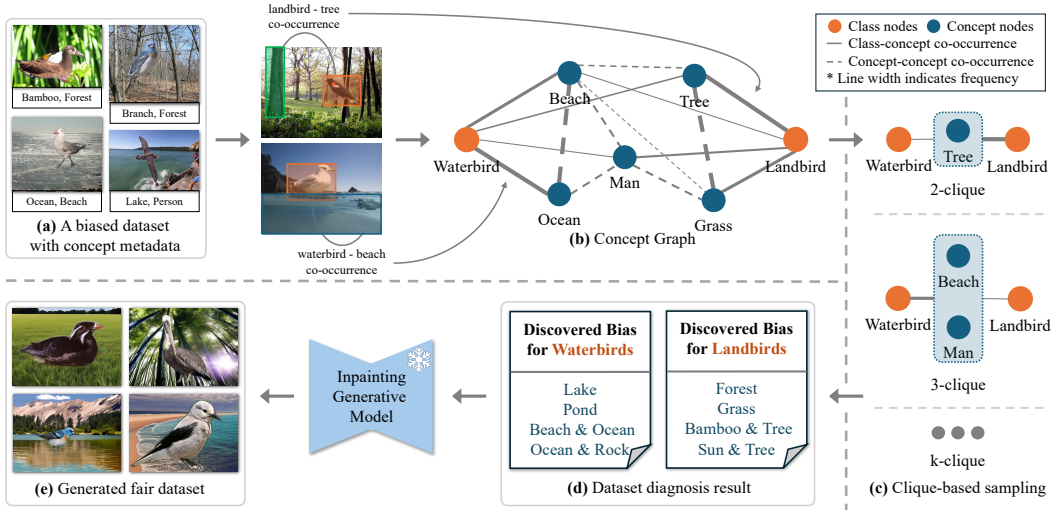 Bamboo, Forest
Branch, Forest
Ocean, Beach
Lake, Person
(a) A biased dataset
with concept metadata
landbird - tree
co-occurrence
waterbird - beach
co-occurrence
Beach
Tree
Waterbird
Landbird
Man
Ocean
Grass
(b) Concept Graph
Class nodes
Concept nodes
Class-concept co-occurrence
Concept-concept co-occurrence
* Line width indicates frequency
Waterbird
Tree
Landbird
2-clique
Beach
Waterbird
Landbird
Man
3-clique
k-clique
(c) Clique-based sampling
Discovered Bias
for Waterbirds
Lake
Pond
Beach & Ocean
Ocean & Rock
Discovered Bias
for Landbirds
Forest
Grass
Bamboo & Tree
Sun & Tree
(d) Dataset diagnosis result
Inpainting
Generative
Model
(e) Generated fair dataset